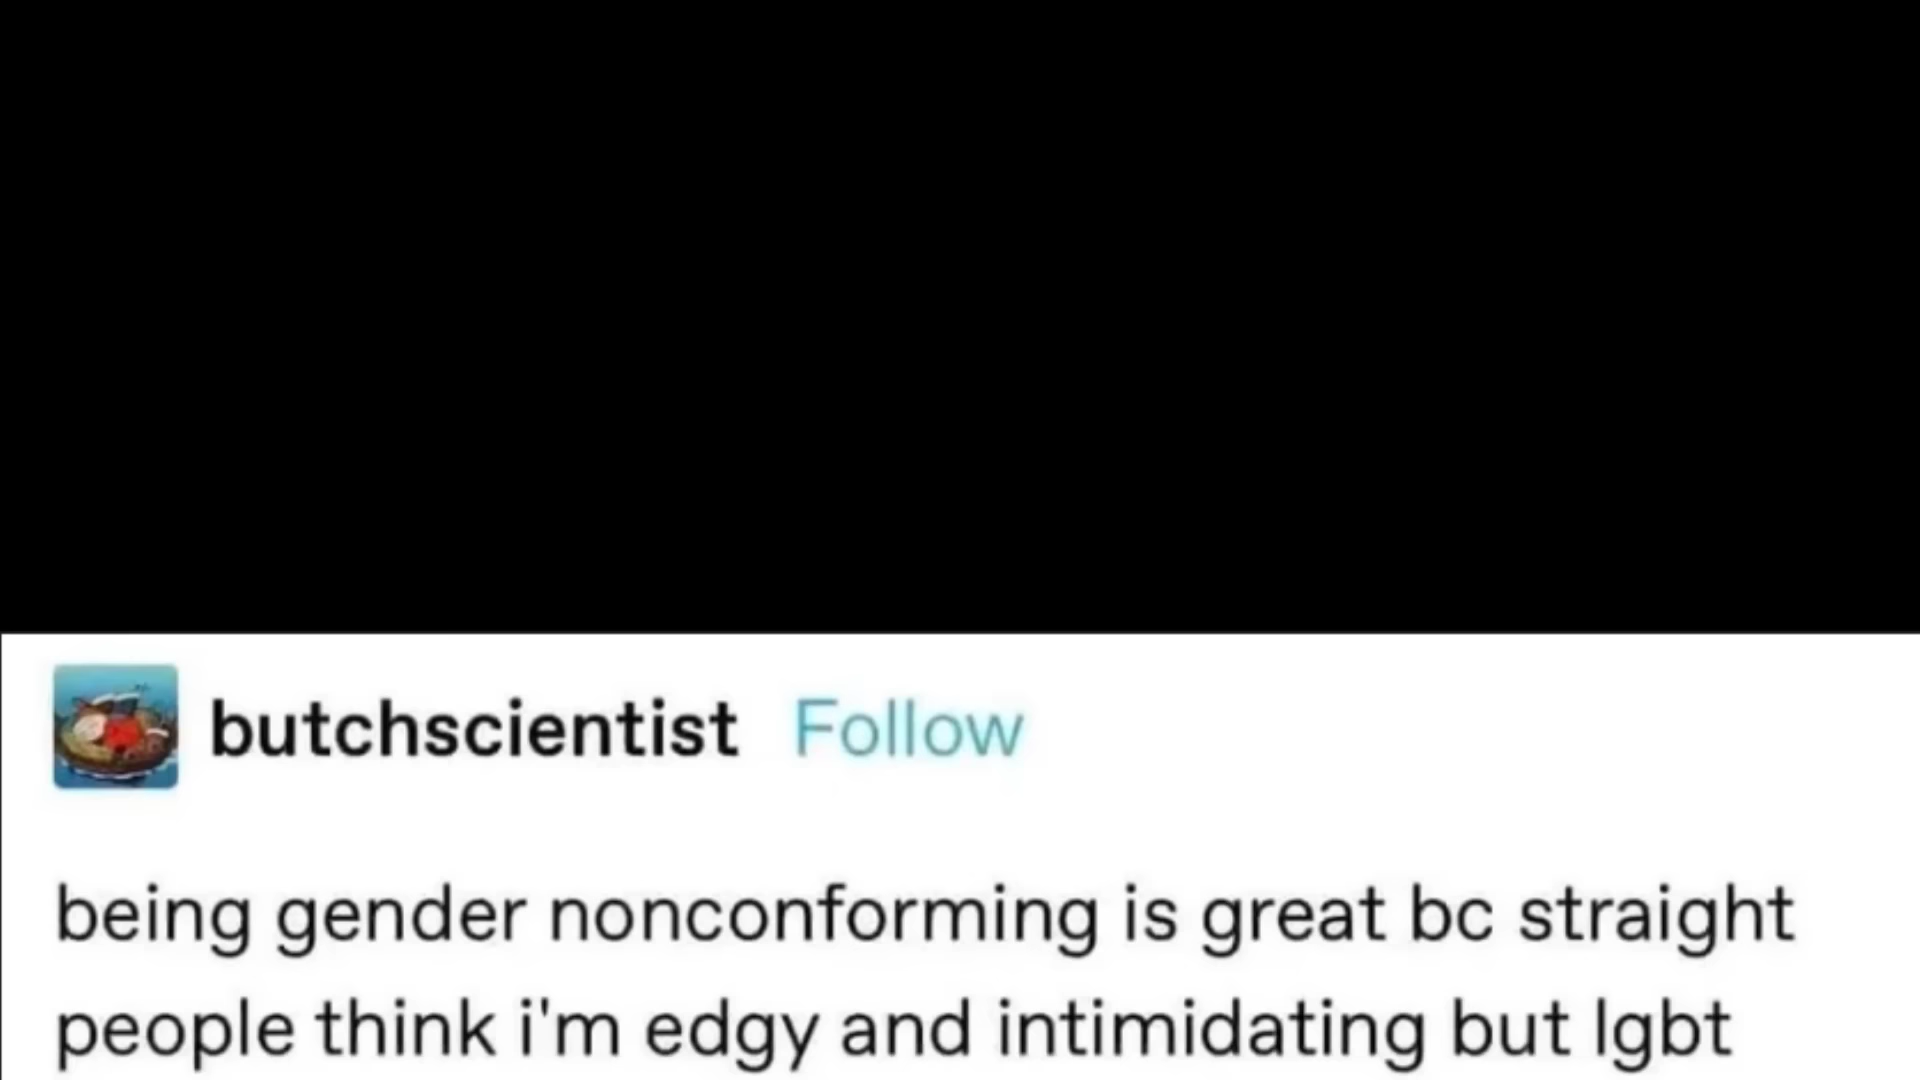 butchscientist Follow
being gender nonconforming is great bc straight
people think i'm edgy and intimidating but lgbt